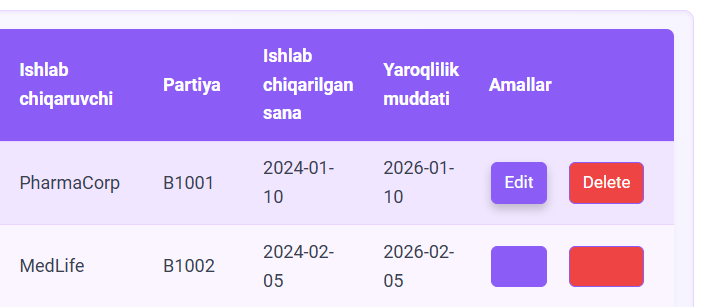 Ishlab
chiqaruvchi
Partiya
Ishlab
chiqarilgan
sana
Yaroqlilik
muddati
Amallar
PharmaCorp
B1001
2024-01-
10
2026-01-
10
Edit
Delete
MedLife
B1002
2024-02-
05
2026-02-
05